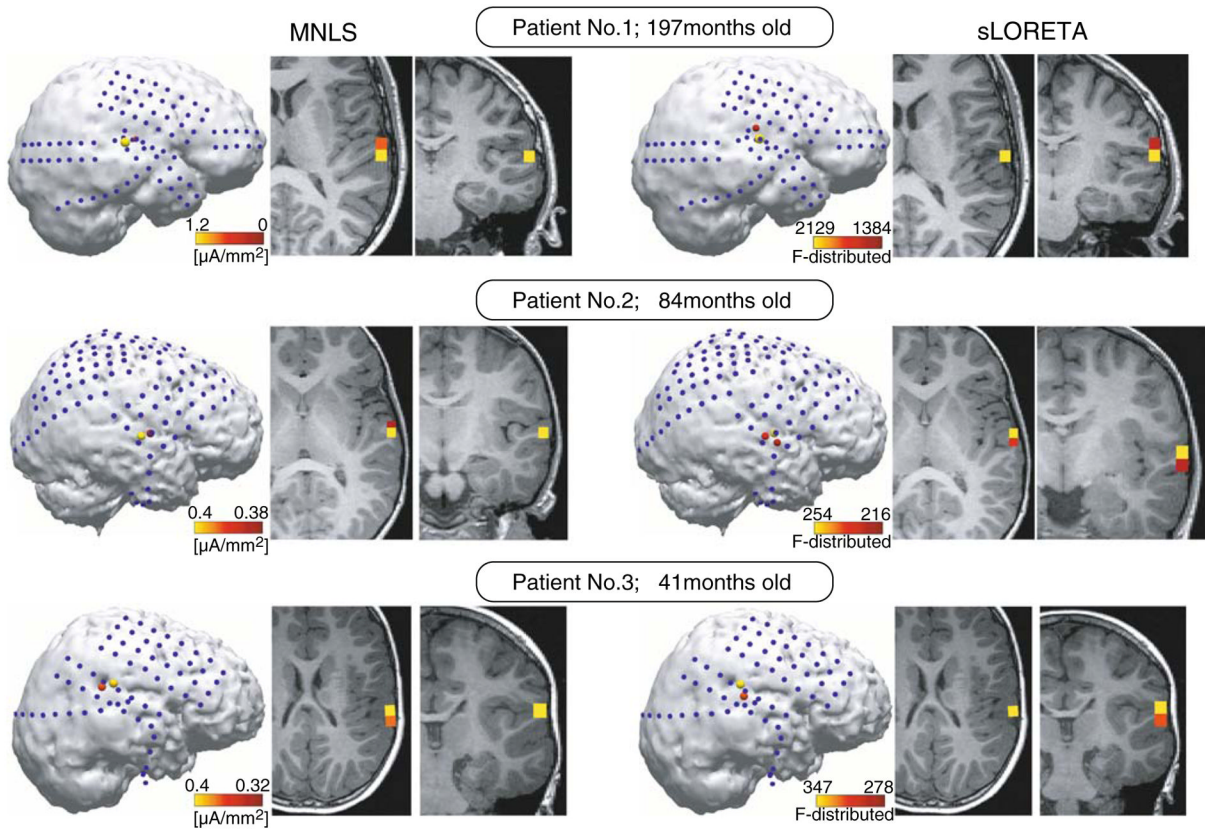 Patient No.1; 197months old
MNLS
sLORETA
1.2 0
[µA/mm2]
2129 1384
F-distributed
Patient No.2; 84months old
0.4 0.38
[µA/mm2]
254 216
F-distributed
Patient No.3; 41months old
0.4 0.32
[µA/mm2]
347 278
F-distributed